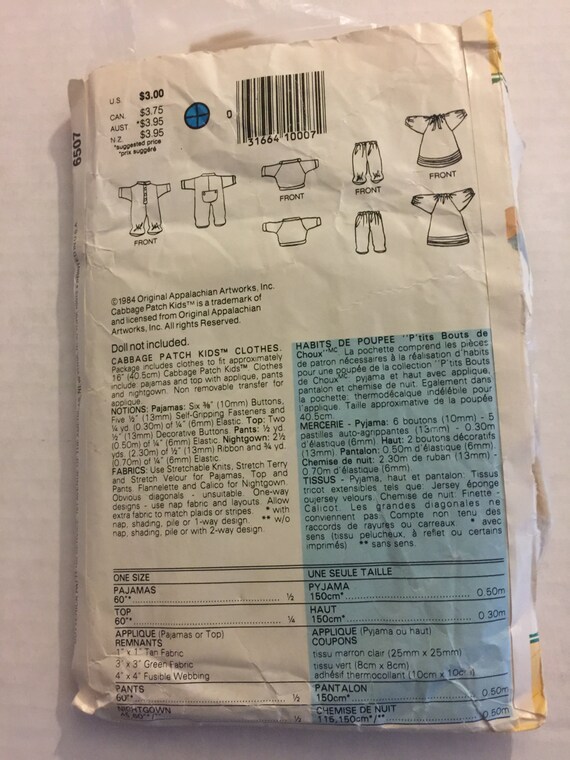 U.S. $3.00
CAN. $3.75
AUST *$3.95
N.Z. $3.95
*suggested price
*prix suggéré
6507
D
31664 10007
FRONT
FRONT
FRONT
FRONT
©1984 Original Appalachian Artworks, Inc.
Cabbage Patch Kids™ is a trademark of
and licensed from Original Appalachian
Artworks, Inc. All rights Reserved.
Doll not included.
CABBAGE PATCH KIDS™ CLOTHES.
Package includes clothes to fit approximately
16" (40.5cm) Cabbage Patch Kids™ Clothes
include: pajamas and top with applique, pants
and nightgown. Non removable transfer for
applique.
NOTIONS: Pajamas: Six ⅜" (10mm) Buttons,
Five ½" (13mm) Self-Gripping Fasteners and
¼ yd. (0.30m) of ¼" (6mm) Elastic. Top: Two
½" (13mm) Decorative Buttons. Pants: ½ yd.
(0.50m) of ¼" (6mm) Elastic. Nightgown: 2½
yds. (2.30m) of ½" (13mm) Ribbon and ¾ yd.
(0.70m) of ¼" (6mm) Elastic.
FABRICS: Use Stretchable Knits, Stretch Terry
and Stretch Velour for Pajamas, Top and
Pants. Flannelette and Calico for Nightgown.
Obvious diagonals - unsuitable. One-way
designs - use nap fabric and layouts. Allow
extra fabric to match plaids or stripes. * with
nap, shading, pile or 1-way design. ** w/o
nap, shading, pile or with 2-way design.
HABITS DE POUPEE ''P'tits Bouts de
Choux''MC La pochette comprend les pièces
de patron nécessaires à la réalisation d'habits
pour une poupée de la collection ''P'tits Bouts
de Choux''MC pyjama et haut avec applique,
pantalon et chemise de nuit. Egalement dans
la pochette: thermodécalque indélébile pour
l'applique. Taille approximative de la poupée
40.5cm.
MERCERIE - Pyjama: 6 boutons (10mm) - 5
pastilles auto-agrippantes (13mm) - 0.30m
d'élastique (6mm). Haut: 2 boutons décoratifs
(13mm). Pantalon: 0.50m d'élastique (6mm).
Chemise de nuit: 2.30m de ruban (13mm) -
0.70m d'élastique (6mm).
TISSUS - Pyjama, haut et pantalon: Tissus
tricot extensibles tels que Jersey éponge
oujersey velours. Chemise de nuit: Finette -
Calicot. Les grandes diagonales ne
conviennent pas. Compte non tenu des
raccords de rayures ou carreaux. * avec
sens (tissu pelucheux, à reflet ou certains
imprimés) ** sans sens.
ONE SIZE
PAJAMAS
60"* ½
TOP
60"* ¼
APPLIQUE (Pajamas or Top)
REMNANTS
1" x 1" Tan Fabric
3" x 3" Green Fabric
4" x 4" Fusible Webbing
PANTS
60"* ½
NIGHTGOWN
UNE SEULE TAILLE
PYJAMA
150cm* 0.50m
HAUT
150cm* 0.30m
APPLIQUE (Pyjama ou haut)
COUPONS
tissu marron clair (25mm x 25mm)
tissu vert (8cm x 8cm)
adhésif thermocollant (10cm x 10cm)
PANTALON
150cm* 0.50m
CHEMISE DE NUIT
115,150cm*/** 0.50m